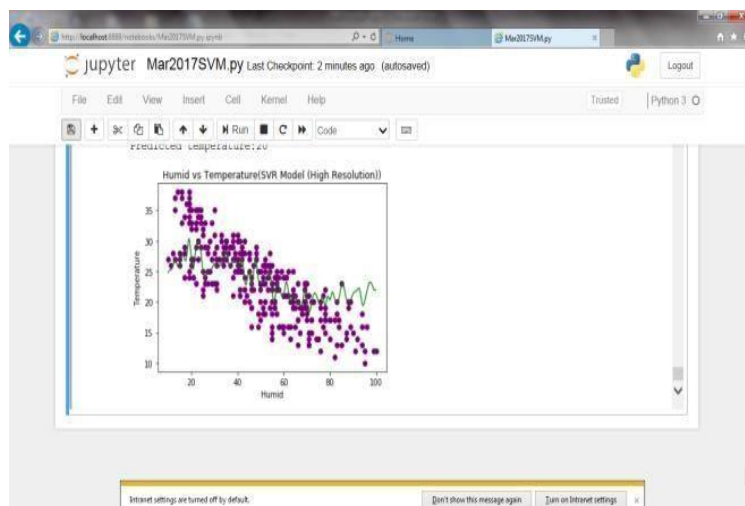 http://localhost:8888/notebooks/Mar2017SVM.py.ipynb
Home
Mar2017SVM.py
jupyter Mar2017SVM.py Last Checkpoint: 2 minutes ago (autosaved)
Logout
File Edit View Insert Cell Kernel Help
Trusted
Python 3
Run
Code
Predicted temperature:20
Humid vs Temperature(SVR Model (High Resolution))
Temperature
35
30
25
20
15
10
20 40 60 80 100
Humid
Intranet settings are turned off by default.
Don't show this message again
Turn on Intranet settings